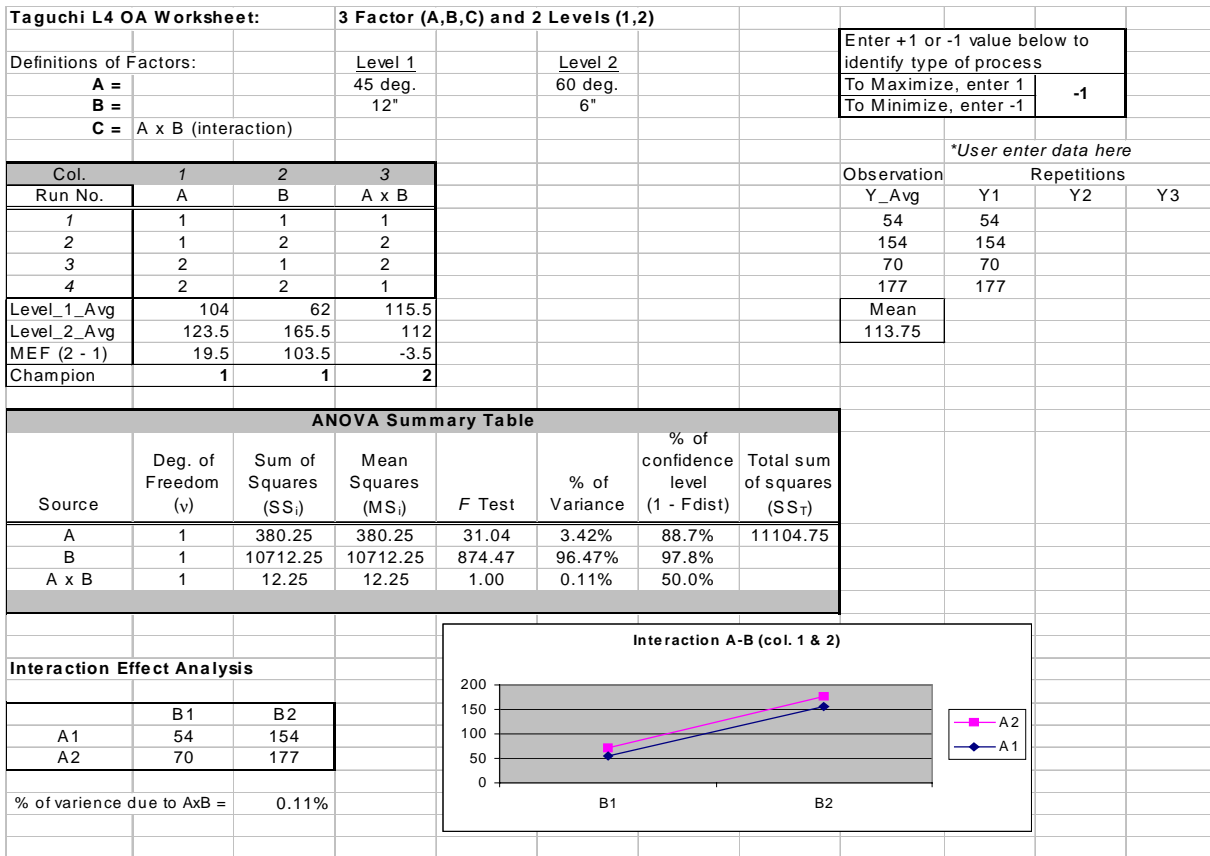 Taguchi L4 OA Worksheet: 3 Factor (A,B,C) and 2 Levels (1,2)
Enter +1 or -1 value below to
Definitions of Factors: Level 1 Level 2 identify type of process
A = 45 deg. 60 deg. To Maximize, enter 1 -1
B = 12" 6" To Minimize, enter -1
C = A x B (interaction)
*User enter data here
Col. 1 2 3 Observation Repetitions
Run No. A B A x B Y_Avg Y1 Y2 Y3
1 1 1 1 54 54
2 1 2 2 154 154
3 2 1 2 70 70
4 2 2 1 177 177
Level_1_Avg 104 62 115.5 Mean
Level_2_Avg 123.5 165.5 112 113.75
MEF (2 - 1) 19.5 103.5 -3.5
Champion 1 1 2
ANOVA Summary Table
% of
Deg. of Sum of Mean confidence Total sum
Freedom Squares Squares % of level of squares
Source (ν) (SSi) (MSi) F Test Variance (1 - Fdist) (SST)
A 1 380.25 380.25 31.04 3.42% 88.7% 11104.75
B 1 10712.25 10712.25 874.47 96.47% 97.8%
A x B 1 12.25 12.25 1.00 0.11% 50.0%
Interaction A-B (col. 1 & 2)
Interaction Effect Analysis
B1 B2
A1 54 154
A2 70 177
% of varience due to AxB = 0.11%
200
150
100
50
0
B1 B2
A2
A1